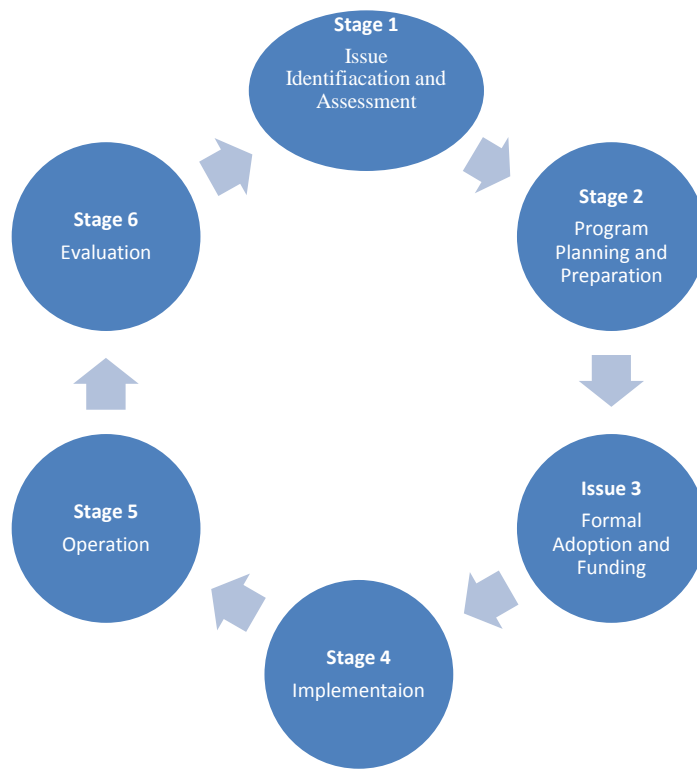 Stage 1
Issue
Identifiacation and
Assessment
Stage 2
Program
Planning and
Preparation
Issue 3
Formal
Adoption and
Funding
Stage 4
Implementaion
Stage 5
Operation
Stage 6
Evaluation